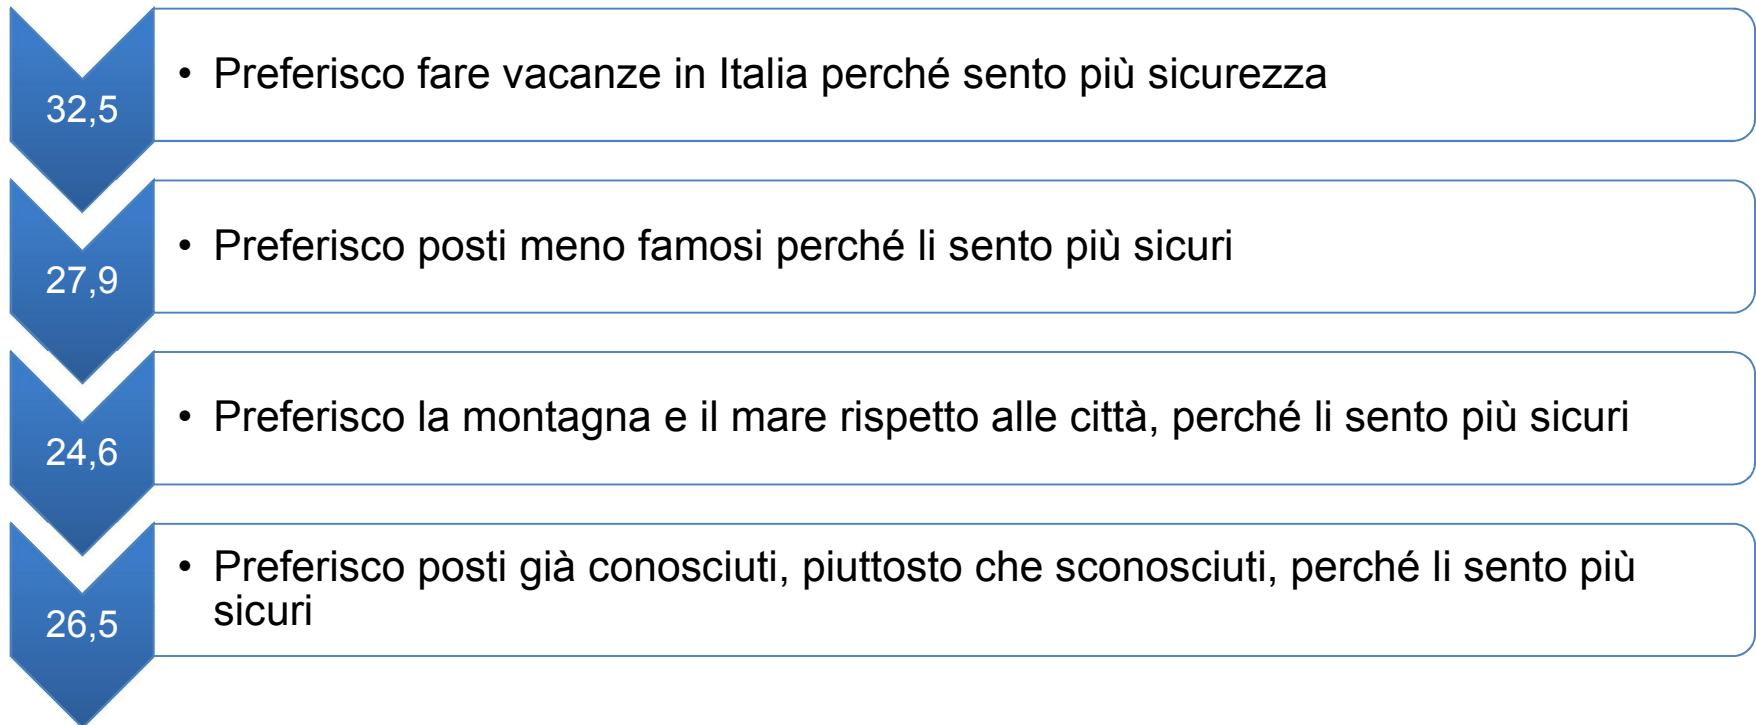 32,5
• Preferisco fare vacanze in Italia perché sento più sicurezza
27,9
• Preferisco posti meno famosi perché li sento più sicuri
24,6
• Preferisco la montagna e il mare rispetto alle città, perché li sento più sicuri
26,5
• Preferisco posti già conosciuti, piuttosto che sconosciuti, perché li sento più
sicuri